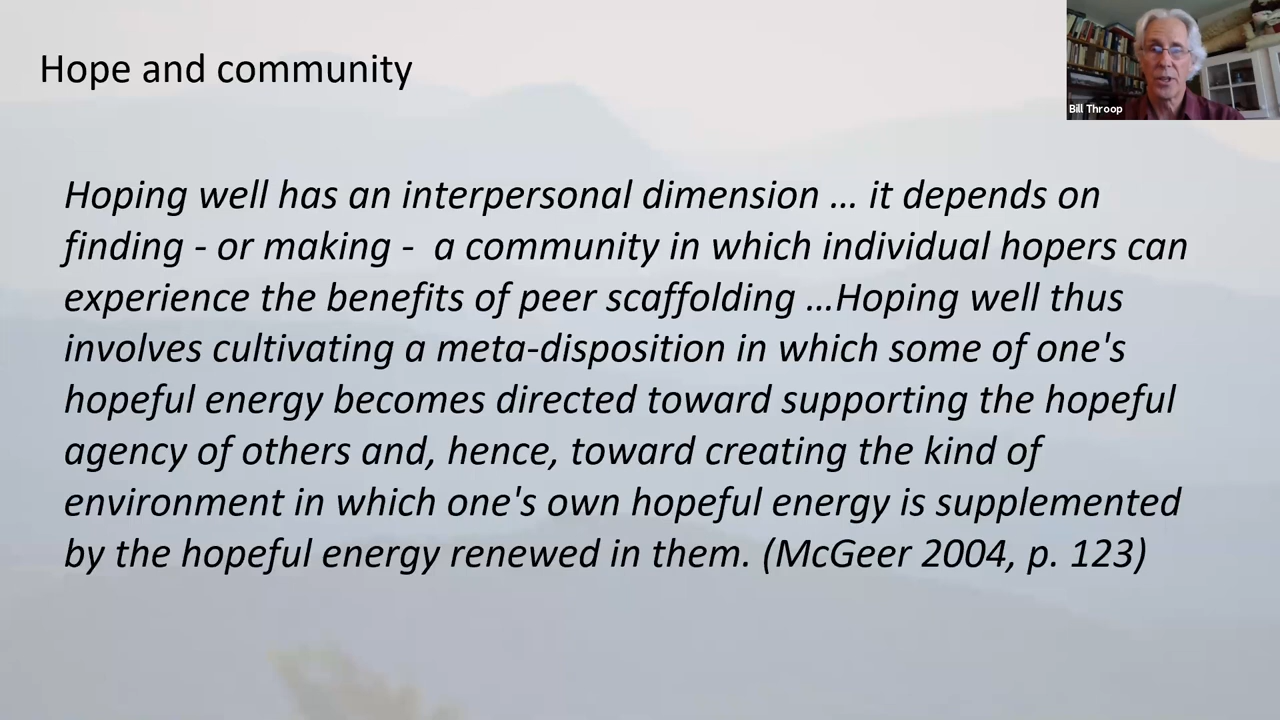 Hope and community
Bill Throop
Hoping well has an interpersonal dimension … it depends on
finding - or making -  a community in which individual hopers can
experience the benefits of peer scaffolding …Hoping well thus
involves cultivating a meta-disposition in which some of one's
hopeful energy becomes directed toward supporting the hopeful
agency of others and, hence, toward creating the kind of
environment in which one's own hopeful energy is supplemented
by the hopeful energy renewed in them. (McGeer 2004, p. 123)